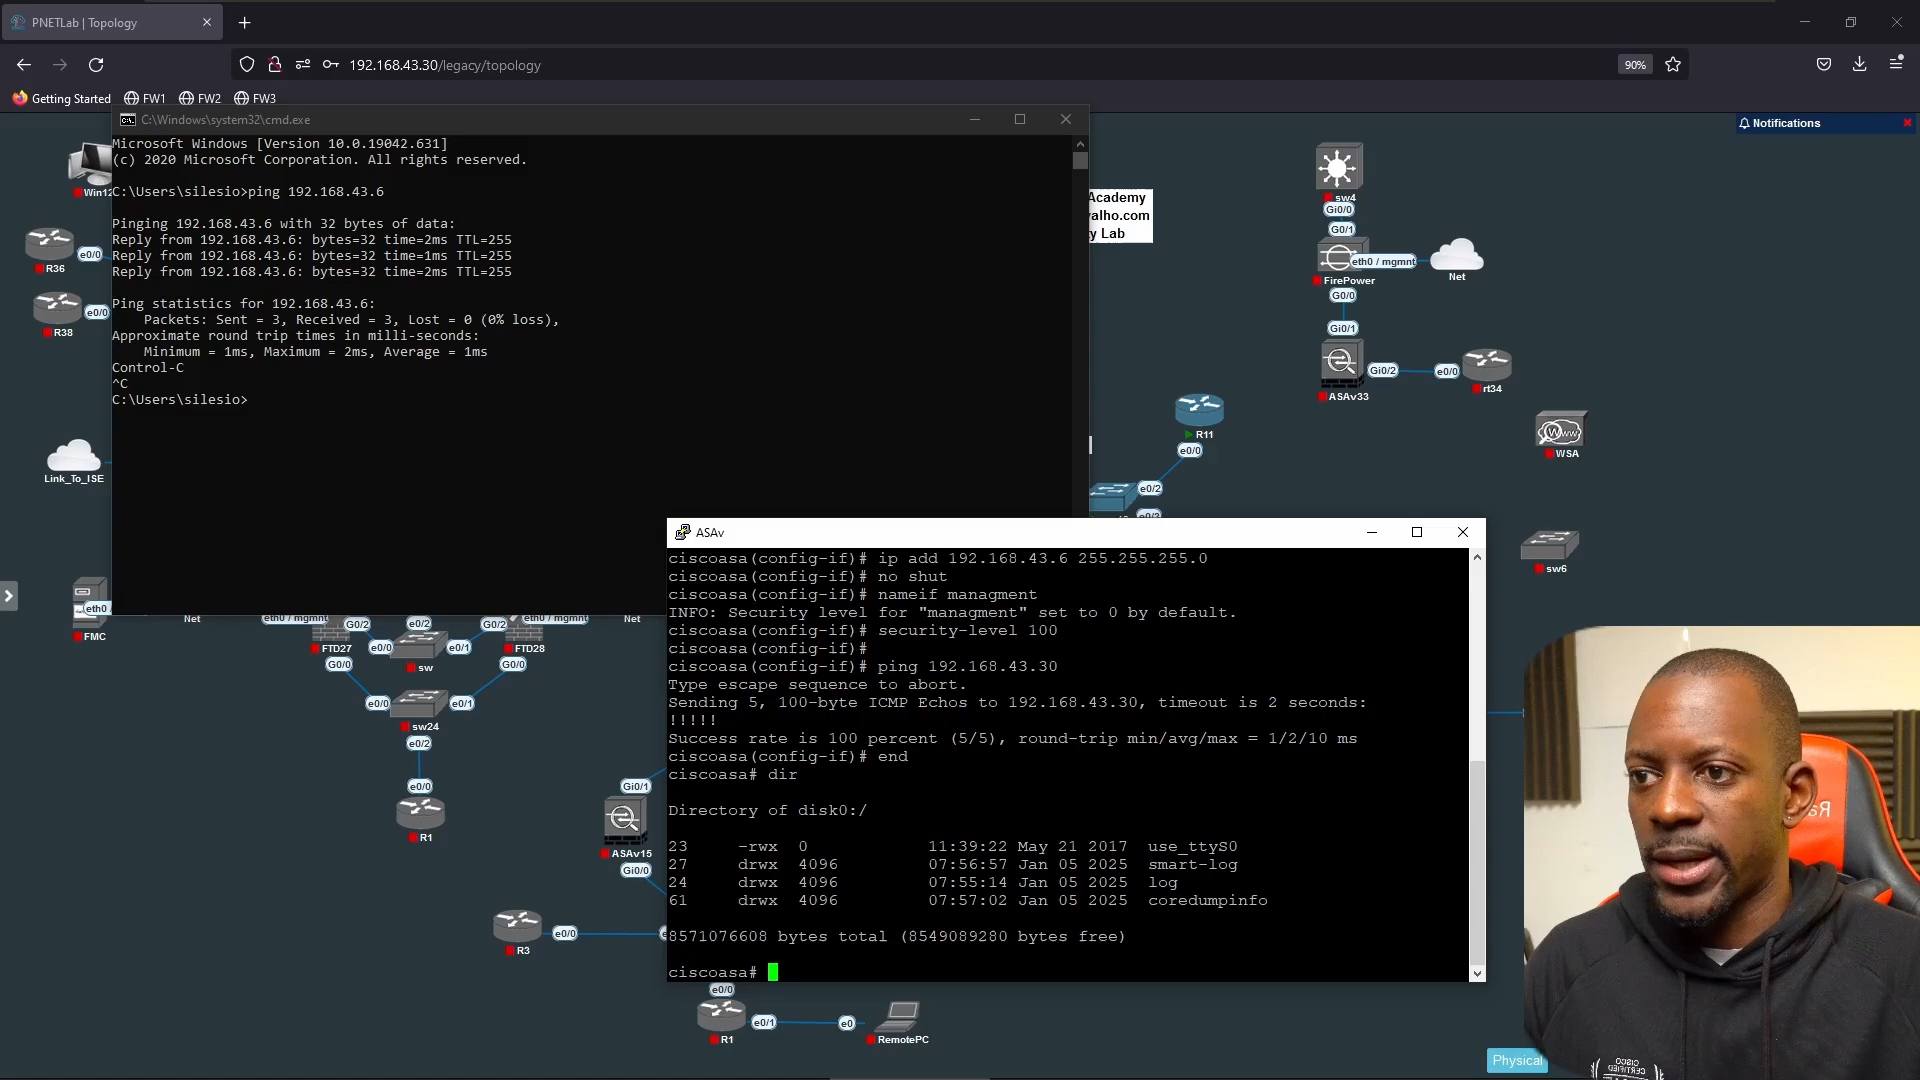 PNETLab | Topology
192.168.43.30/legacy/topology
90%
Getting Started
FW1
FW2
FW3
C:\Windows\system32\cmd.exe
Microsoft Windows [Version 10.0.19042.631]
(c) 2020 Microsoft Corporation. All rights reserved.
C:\Users\silesio>ping 192.168.43.6
Pinging 192.168.43.6 with 32 bytes of data:
Reply from 192.168.43.6: bytes=32 time=2ms TTL=255
Reply from 192.168.43.6: bytes=32 time=1ms TTL=255
Reply from 192.168.43.6: bytes=32 time=2ms TTL=255
Ping statistics for 192.168.43.6:
Packets: Sent = 3, Received = 3, Lost = 0 (0% loss),
Approximate round trip times in milli-seconds:
Minimum = 1ms, Maximum = 2ms, Average = 1ms
Control-C
^C
C:\Users\silesio>
Notifications
Win12
R36
e0/0
R38
e0/0
Link_To_ISE
Academy
valho.com
y Lab
sw4
Gi0/0
G0/1
eth0 / mgmnt
FirePower
Net
G0/0
Gi0/1
Gi0/2
e0/0
rt34
ASAv33
R11
e0/0
e0/2
WSA
sw6
FMC
eth0 /
Net
eth0 / mgmnt
G0/2
e0/2
G0/2
eth0 / mgmnt
Net
FTD27
e0/0
e0/1
FTD28
G0/0
sw
G0/0
e0/0
e0/1
sw24
e0/2
e0/0
R1
Gi0/1
ASAv15
Gi0/0
R3
e0/0
e0/0
R1
e0/1
e0
RemotePC
ASAv
ciscoasa(config-if)# ip add 192.168.43.6 255.255.255.0
ciscoasa(config-if)# no shut
ciscoasa(config-if)# nameif managment
INFO: Security level for "managment" set to 0 by default.
ciscoasa(config-if)# security-level 100
ciscoasa(config-if)#
ciscoasa(config-if)# ping 192.168.43.30
Type escape sequence to abort.
Sending 5, 100-byte ICMP Echos to 192.168.43.30, timeout is 2 seconds:
!!!!!
Success rate is 100 percent (5/5), round-trip min/avg/max = 1/2/10 ms
ciscoasa(config-if)# end
ciscoasa# dir
Directory of disk0:/
23 -rwx 0 11:39:22 May 21 2017 use_ttyS0
27 drwx 4096 07:56:57 Jan 05 2025 smart-log
24 drwx 4096 07:55:14 Jan 05 2025 log
61 drwx 4096 07:57:02 Jan 05 2025 coredumpinfo
8571076608 bytes total (8549089280 bytes free)
ciscoasa#
Physical
CISCO
CERTIFIED